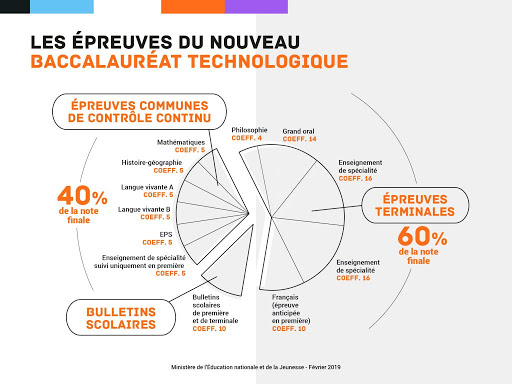 LES ÉPREUVES DU NOUVEAU
BACCALAURÉAT TECHNOLOGIQUE
ÉPREUVES COMMUNES
DE CONTRÔLE CONTINU
Mathématiques
COEFF. 5
Histoire-géographie
COEFF. 5
Langue vivante A
COEFF. 5
Langue vivante B
COEFF. 5
EPS
COEFF. 5
Enseignement de spécialité
suivi uniquement en première
COEFF. 5
40%
de la note
finale
BULLETINS
SCOLAIRES
Bulletins
scolaires
de première
et de terminale
COEFF. 10
Philosophie
COEFF. 4
Grand oral
COEFF. 14
Enseignement
de spécialité
COEFF. 16
ÉPREUVES
TERMINALES
60%
de la note
finale
Enseignement
de spécialité
COEFF. 16
Français
(épreuve
anticipée
en première)
COEFF. 10
Ministère de l'Éducation nationale et de la Jeunesse - Février 2019